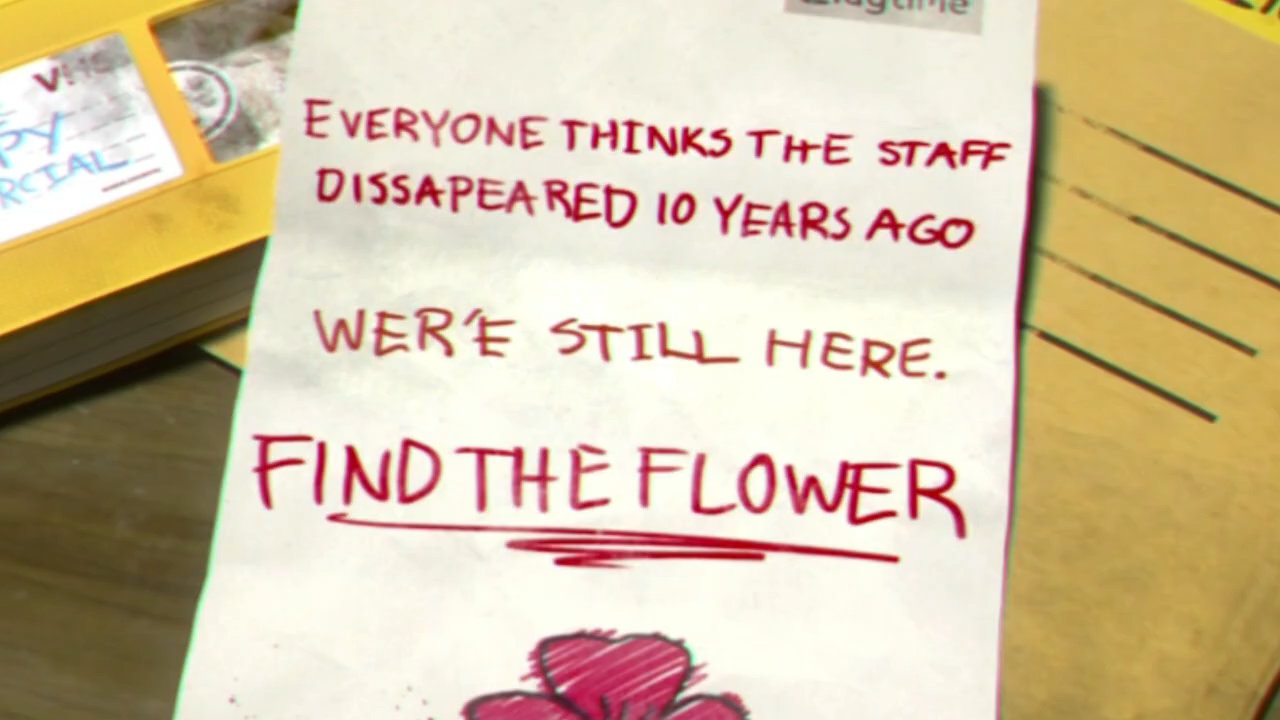 EVERYONE THINKS THE STAFF
DISSAPEARED 10 YEARS AGO
WER'E STILL HERE.
FIND THE FLOWER